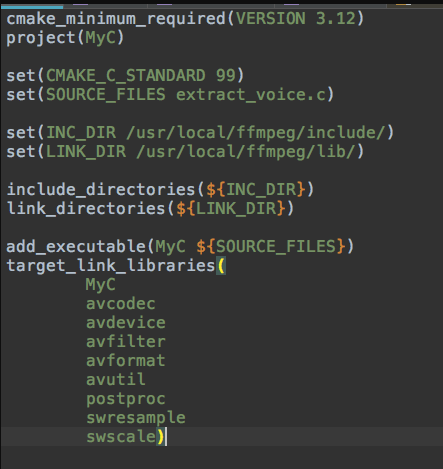 cmake_minimum_required(VERSION 3.12)
project(MyC)

set(CMAKE_C_STANDARD 99)
set(SOURCE_FILES extract_voice.c)

set(INC_DIR /usr/local/ffmpeg/include/)
set(LINK_DIR /usr/local/ffmpeg/lib/)

include_directories(${INC_DIR})
link_directories(${LINK_DIR})

add_executable(MyC ${SOURCE_FILES})
target_link_libraries(
        MyC
        avcodec
        avdevice
        avfilter
        avformat
        avutil
        postproc
        swresample
        swscale)